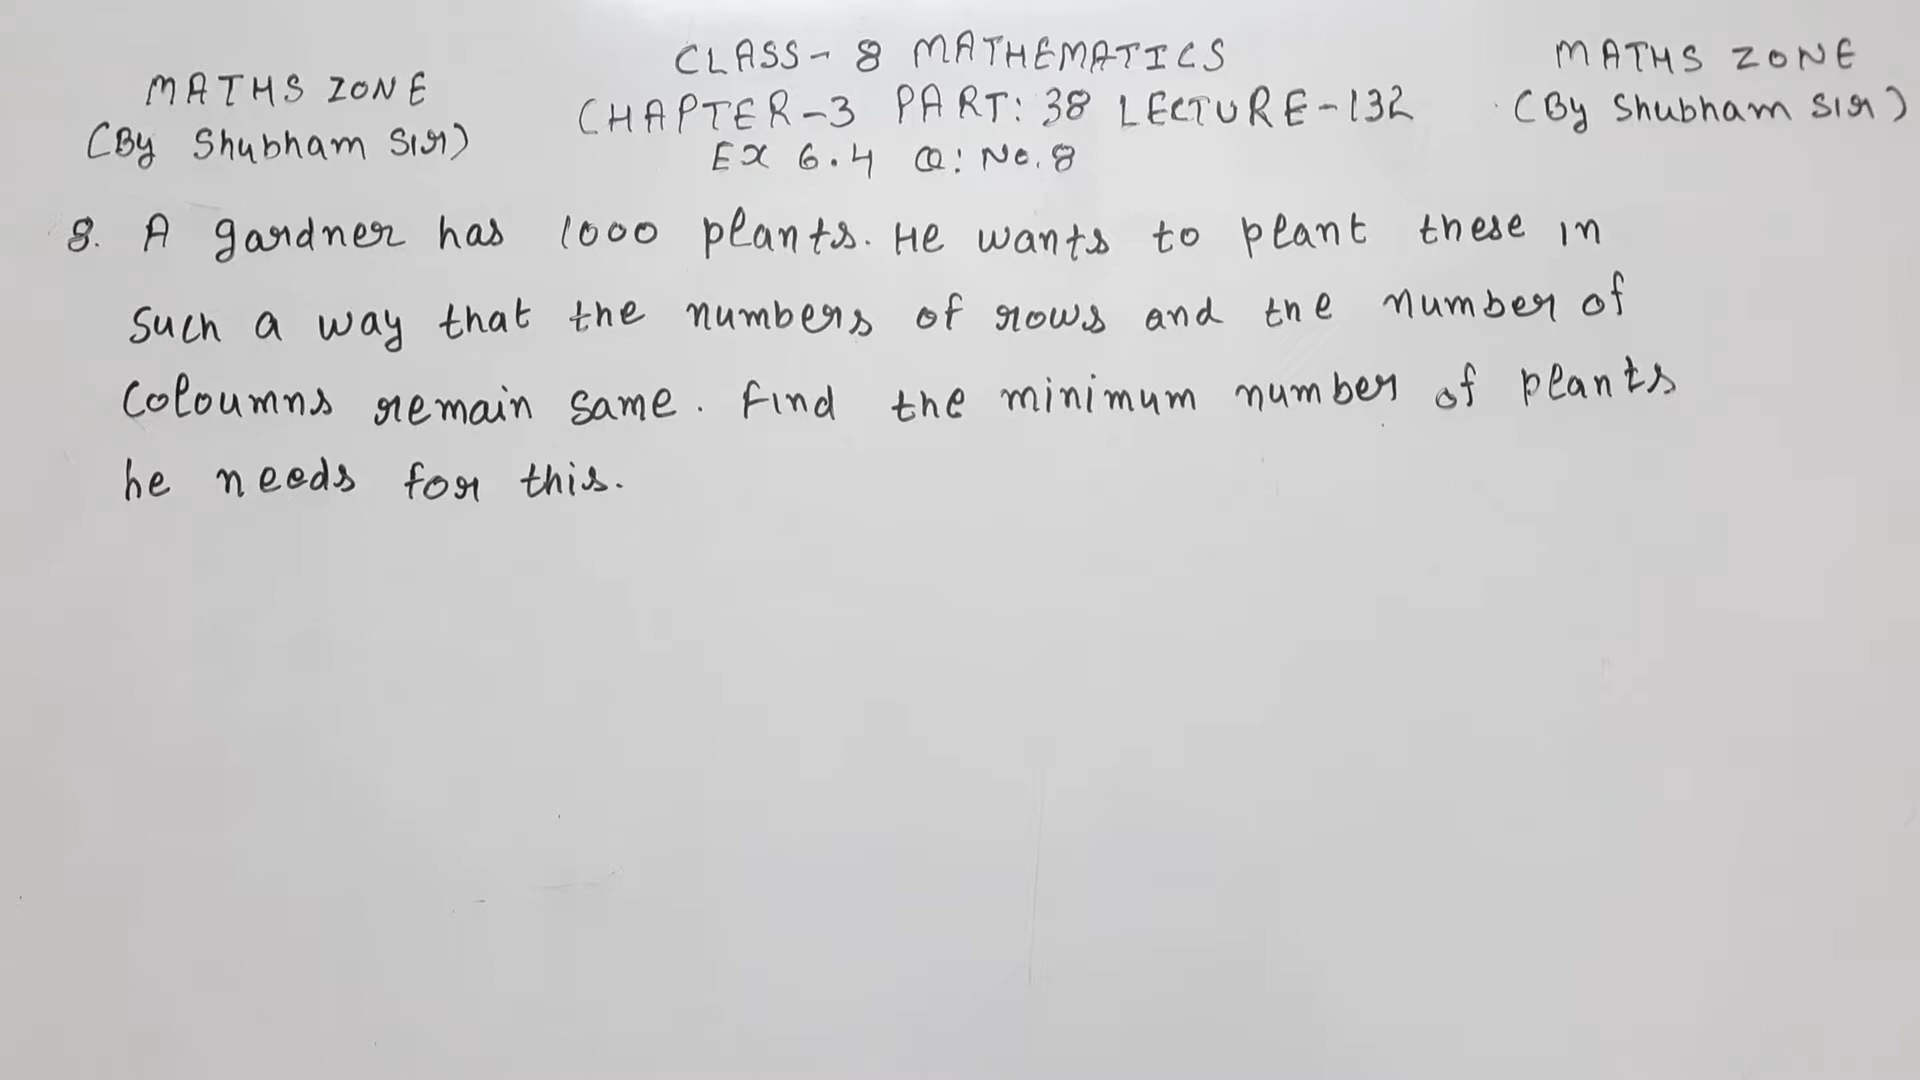 MATHS ZONE
(By Shubham Sir)
CLASS- 8 MATHEMATICS
CHAPTER-3 PART: 38 LECTURE-132
EX 6.4 Q: No. 8
MATHS ZONE
(By Shubham Sir)
8. A gardner has 1000 plants. He wants to plant these in
such a way that the numbers of rows and the number of
coloumns remain same. Find the minimum number of plants
he needs for this.